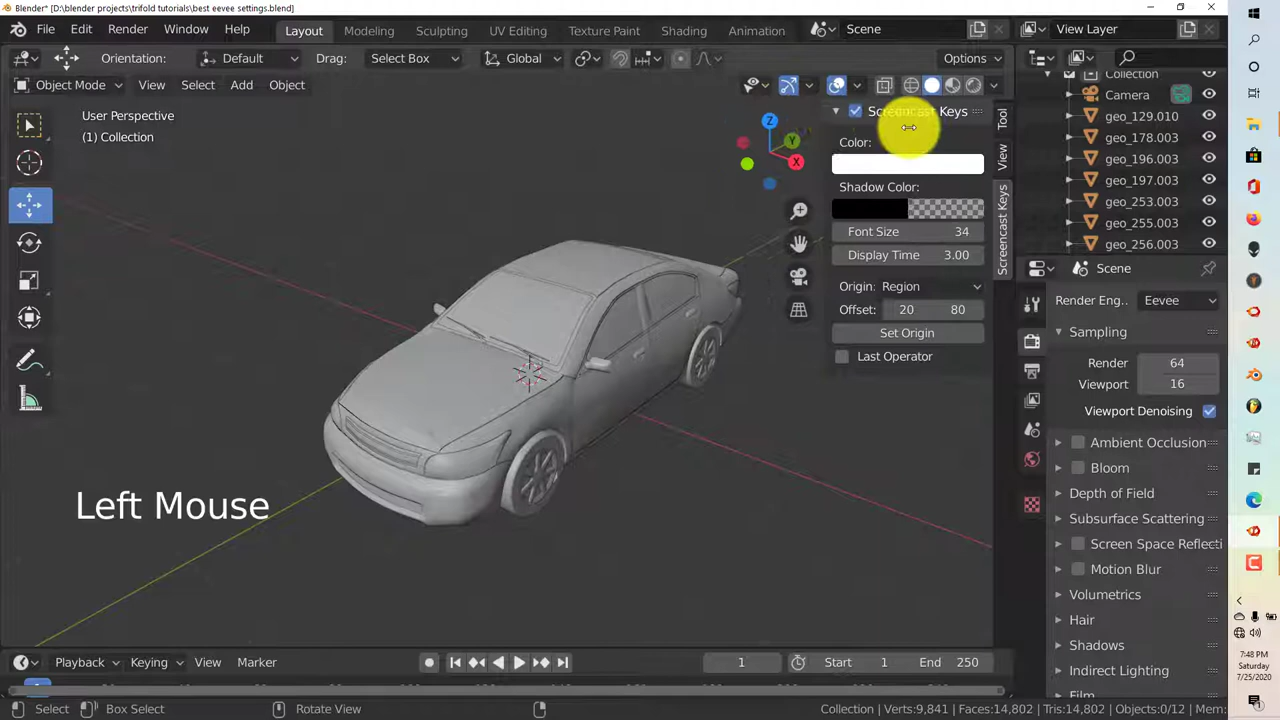 Blender* [D:\blender projects\trifold tutorials\best eevee settings.blend]
File Edit Render Window Help Layout Modeling Sculpting UV Editing Texture Paint Shading Animation Scene View Layer
Orientation: Default Drag: Select Box Global Options
Object Mode View Select Add Object
User Perspective
(1) Collection
Z
Y
X
Screencast Keys
Color:
Shadow Color:
Font Size 34
Display Time 3.00
Origin: Region
Offset: 20 80
Set Origin
Last Operator
Tool
View
Screencast Keys
Collection
Camera
geo_129.010
geo_178.003
geo_196.003
geo_197.003
geo_253.003
geo_255.003
geo_256.003
Scene
Render Eng.. Eevee
Sampling
Render 64
Viewport 16
Viewport Denoising
Ambient Occlusion
Bloom
Depth of Field
Subsurface Scattering
Screen Space Reflecti
Motion Blur
Volumetrics
Hair
Shadows
Indirect Lighting
Film
Left Mouse
Playback Keying View Marker 1 Start 1 End 250
Select Box Select Rotate View Collection | Verts:9,841 | Faces:14,802 | Tris:14,802 | Objects:0/12 | Mem:
7:48 PM
Saturday
7/25/2020